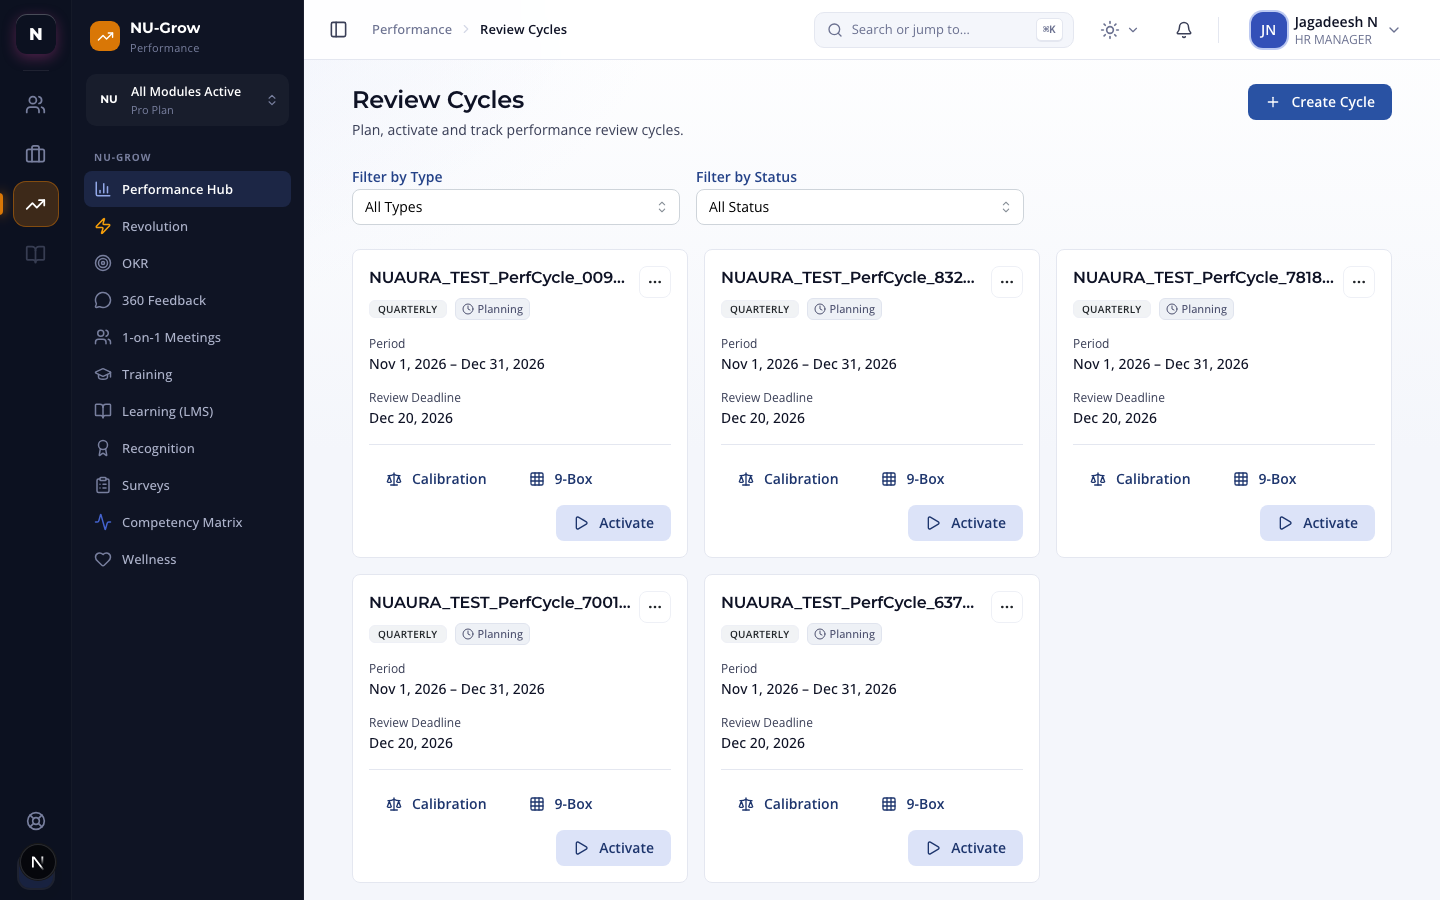 N
NU-Grow
Performance
NU
All Modules Active
Pro Plan
NU-GROW
Performance Hub
Revolution
OKR
360 Feedback
1-on-1 Meetings
Training
Learning (LMS)
Recognition
Surveys
Competency Matrix
Wellness
N
Performance
Review Cycles
Search or jump to...
⌘K
JN
Jagadeesh N
HR MANAGER
Review Cycles
Plan, activate and track performance review cycles.
Create Cycle
Filter by Type
All Types
Filter by Status
All Status
NUAURA_TEST_PerfCycle_009...
QUARTERLY
Planning
Period
Nov 1, 2026 – Dec 31, 2026
Review Deadline
Dec 20, 2026
Calibration
9-Box
Activate
NUAURA_TEST_PerfCycle_832...
QUARTERLY
Planning
Period
Nov 1, 2026 – Dec 31, 2026
Review Deadline
Dec 20, 2026
Calibration
9-Box
Activate
NUAURA_TEST_PerfCycle_7818...
QUARTERLY
Planning
Period
Nov 1, 2026 – Dec 31, 2026
Review Deadline
Dec 20, 2026
Calibration
9-Box
Activate
NUAURA_TEST_PerfCycle_7001...
QUARTERLY
Planning
Period
Nov 1, 2026 – Dec 31, 2026
Review Deadline
Dec 20, 2026
Calibration
9-Box
Activate
NUAURA_TEST_PerfCycle_637...
QUARTERLY
Planning
Period
Nov 1, 2026 – Dec 31, 2026
Review Deadline
Dec 20, 2026
Calibration
9-Box
Activate